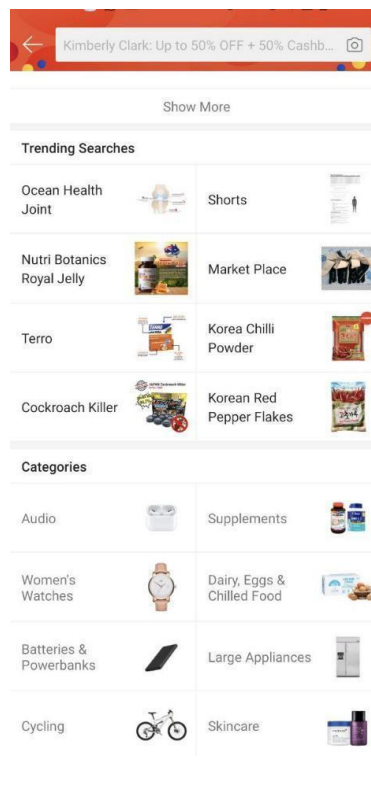 Kimberly Clark: Up to 50% OFF + 50% Cashb...
Show More
Trending Searches
Ocean Health
Joint
Shorts
Nutri Botanics
Royal Jelly
Market Place
Terro
Korea Chilli
Powder
Cockroach Killer
Korean Red
Pepper Flakes
Categories
Audio
Supplements
Women's
Watches
Dairy, Eggs &
Chilled Food
Batteries &
Powerbanks
Large Appliances
Cycling
Skincare